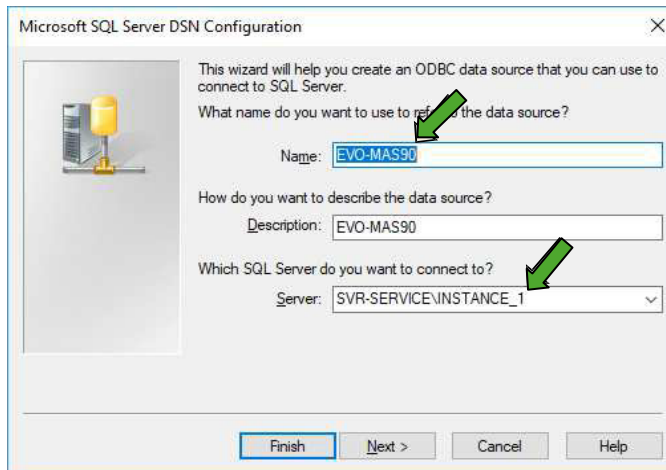 Microsoft SQL Server DSN Configuration
This wizard will help you create an ODBC data source that you can use to
connect to SQL Server.
What name do you want to use to refer to the data source?
Name: EVO-MAS90
How do you want to describe the data source?
Description: EVO-MAS90
Which SQL Server do you want to connect to?
Server: SVR-SERVICE\INSTANCE_1
Finish Next > Cancel Help